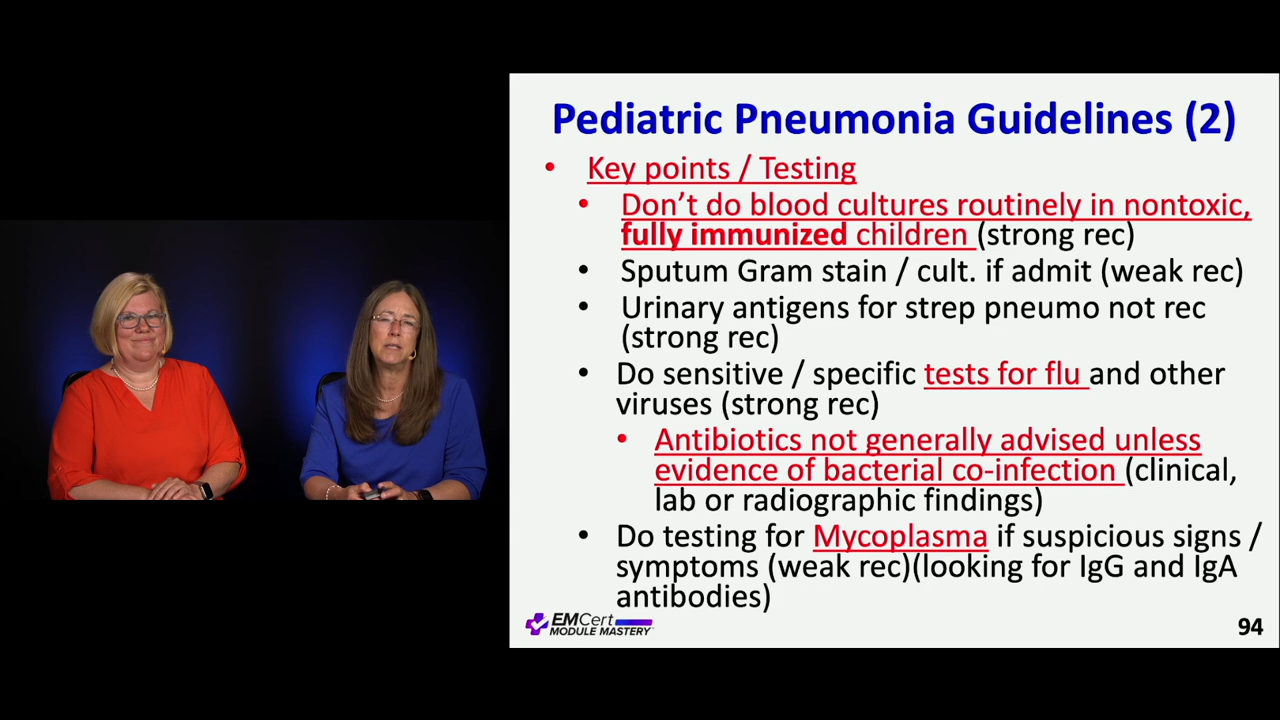 Pediatric Pneumonia Guidelines (2)
• Key points / Testing
• Don't do blood cultures routinely in nontoxic,
fully immunized children (strong rec)
• Sputum Gram stain / cult. if admit (weak rec)
• Urinary antigens for strep pneumo not rec
(strong rec)
• Do sensitive / specific tests for flu and other
viruses (strong rec)
• Antibiotics not generally advised unless
evidence of bacterial co-infection (clinical,
lab or radiographic findings)
• Do testing for Mycoplasma if suspicious signs /
symptoms (weak rec)(looking for IgG and IgA
antibodies)
EMCert
MODULE MASTERY
94